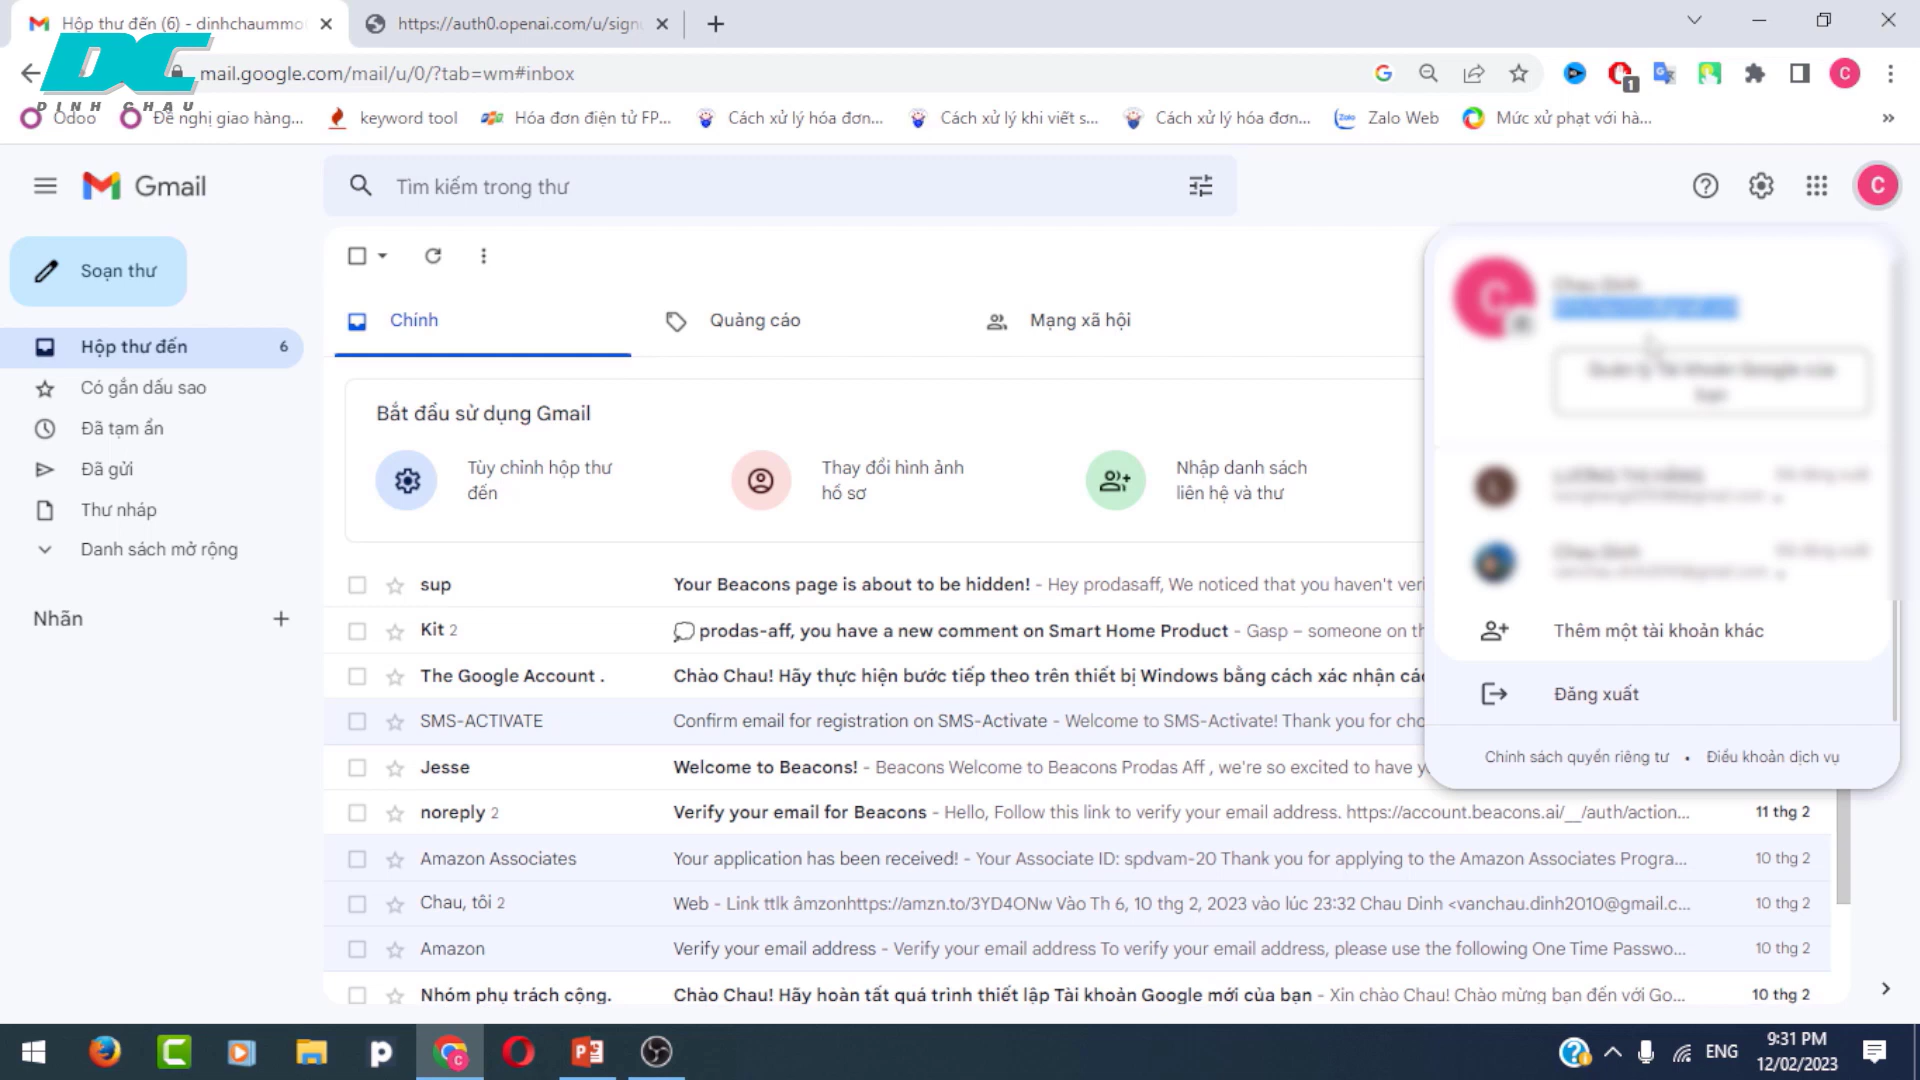 Hộp thư đến (6) - dinhchaummo
https://auth0.openai.com/u/sign
DC
DINH CHAU
mail.google.com/mail/u/0/?tab=wm#inbox
1
C
Odoo
Đề nghị giao hàng...
keyword tool
Hóa đơn điện tử FP...
Cách xử lý hóa đơn...
Cách xử lý khi viết s...
Cách xử lý hóa đơn...
Zalo Web
Mức xử phạt với hà...
Gmail
Tìm kiếm trong thư
C
Soạn thư
Hộp thư đến 6
Có gắn dấu sao
Đã tạm ẩn
Đã gửi
Thư nháp
Danh sách mở rộng
Nhãn
Chính
Quảng cáo
Mạng xã hội
Bắt đầu sử dụng Gmail
Tùy chỉnh hộp thư
đến
Thay đổi hình ảnh
hồ sơ
Nhập danh sách
liên hệ và thư
sup Your Beacons page is about to be hidden! - Hey prodasaff, We noticed that you haven't veri
Kit 2 prodas-aff, you have a new comment on Smart Home Product - Gasp – someone on th
The Google Account . Chào Chau! Hãy thực hiện bước tiếp theo trên thiết bị Windows bằng cách xác nhận các
SMS-ACTIVATE Confirm email for registration on SMS-Activate - Welcome to SMS-Activate! Thank you for cho
Jesse Welcome to Beacons! - Beacons Welcome to Beacons Prodas Aff , we're so excited to have y
noreply 2 Verify your email for Beacons - Hello, Follow this link to verify your email address. https://account.beacons.ai/__/auth/action... 11 thg 2
Amazon Associates Your application has been received! - Your Associate ID: spdvam-20 Thank you for applying to the Amazon Associates Progra... 10 thg 2
Chau, tôi 2 Web - Link ttlk âmzonhttps://amzn.to/3YD4ONw Vào Th 6, 10 thg 2, 2023 vào lúc 23:32 Chau Dinh <vanchau.dinh2010@gmail.c... 10 thg 2
Amazon Verify your email address - Verify your email address To verify your email address, please use the following One Time Passwo... 10 thg 2
Nhóm phụ trách cộng. Chào Chau! Hãy hoàn tất quá trình thiết lập Tài khoản Google mới của bạn - Xin chào Chau! Chào mừng bạn đến với Go... 10 thg 2
Chau Dinh
Quản lý Tài khoản Google của
bạn
Thêm một tài khoản khác
Đăng xuất
Chính sách quyền riêng tư • Điều khoản dịch vụ
ENG
9:31 PM
12/02/2023